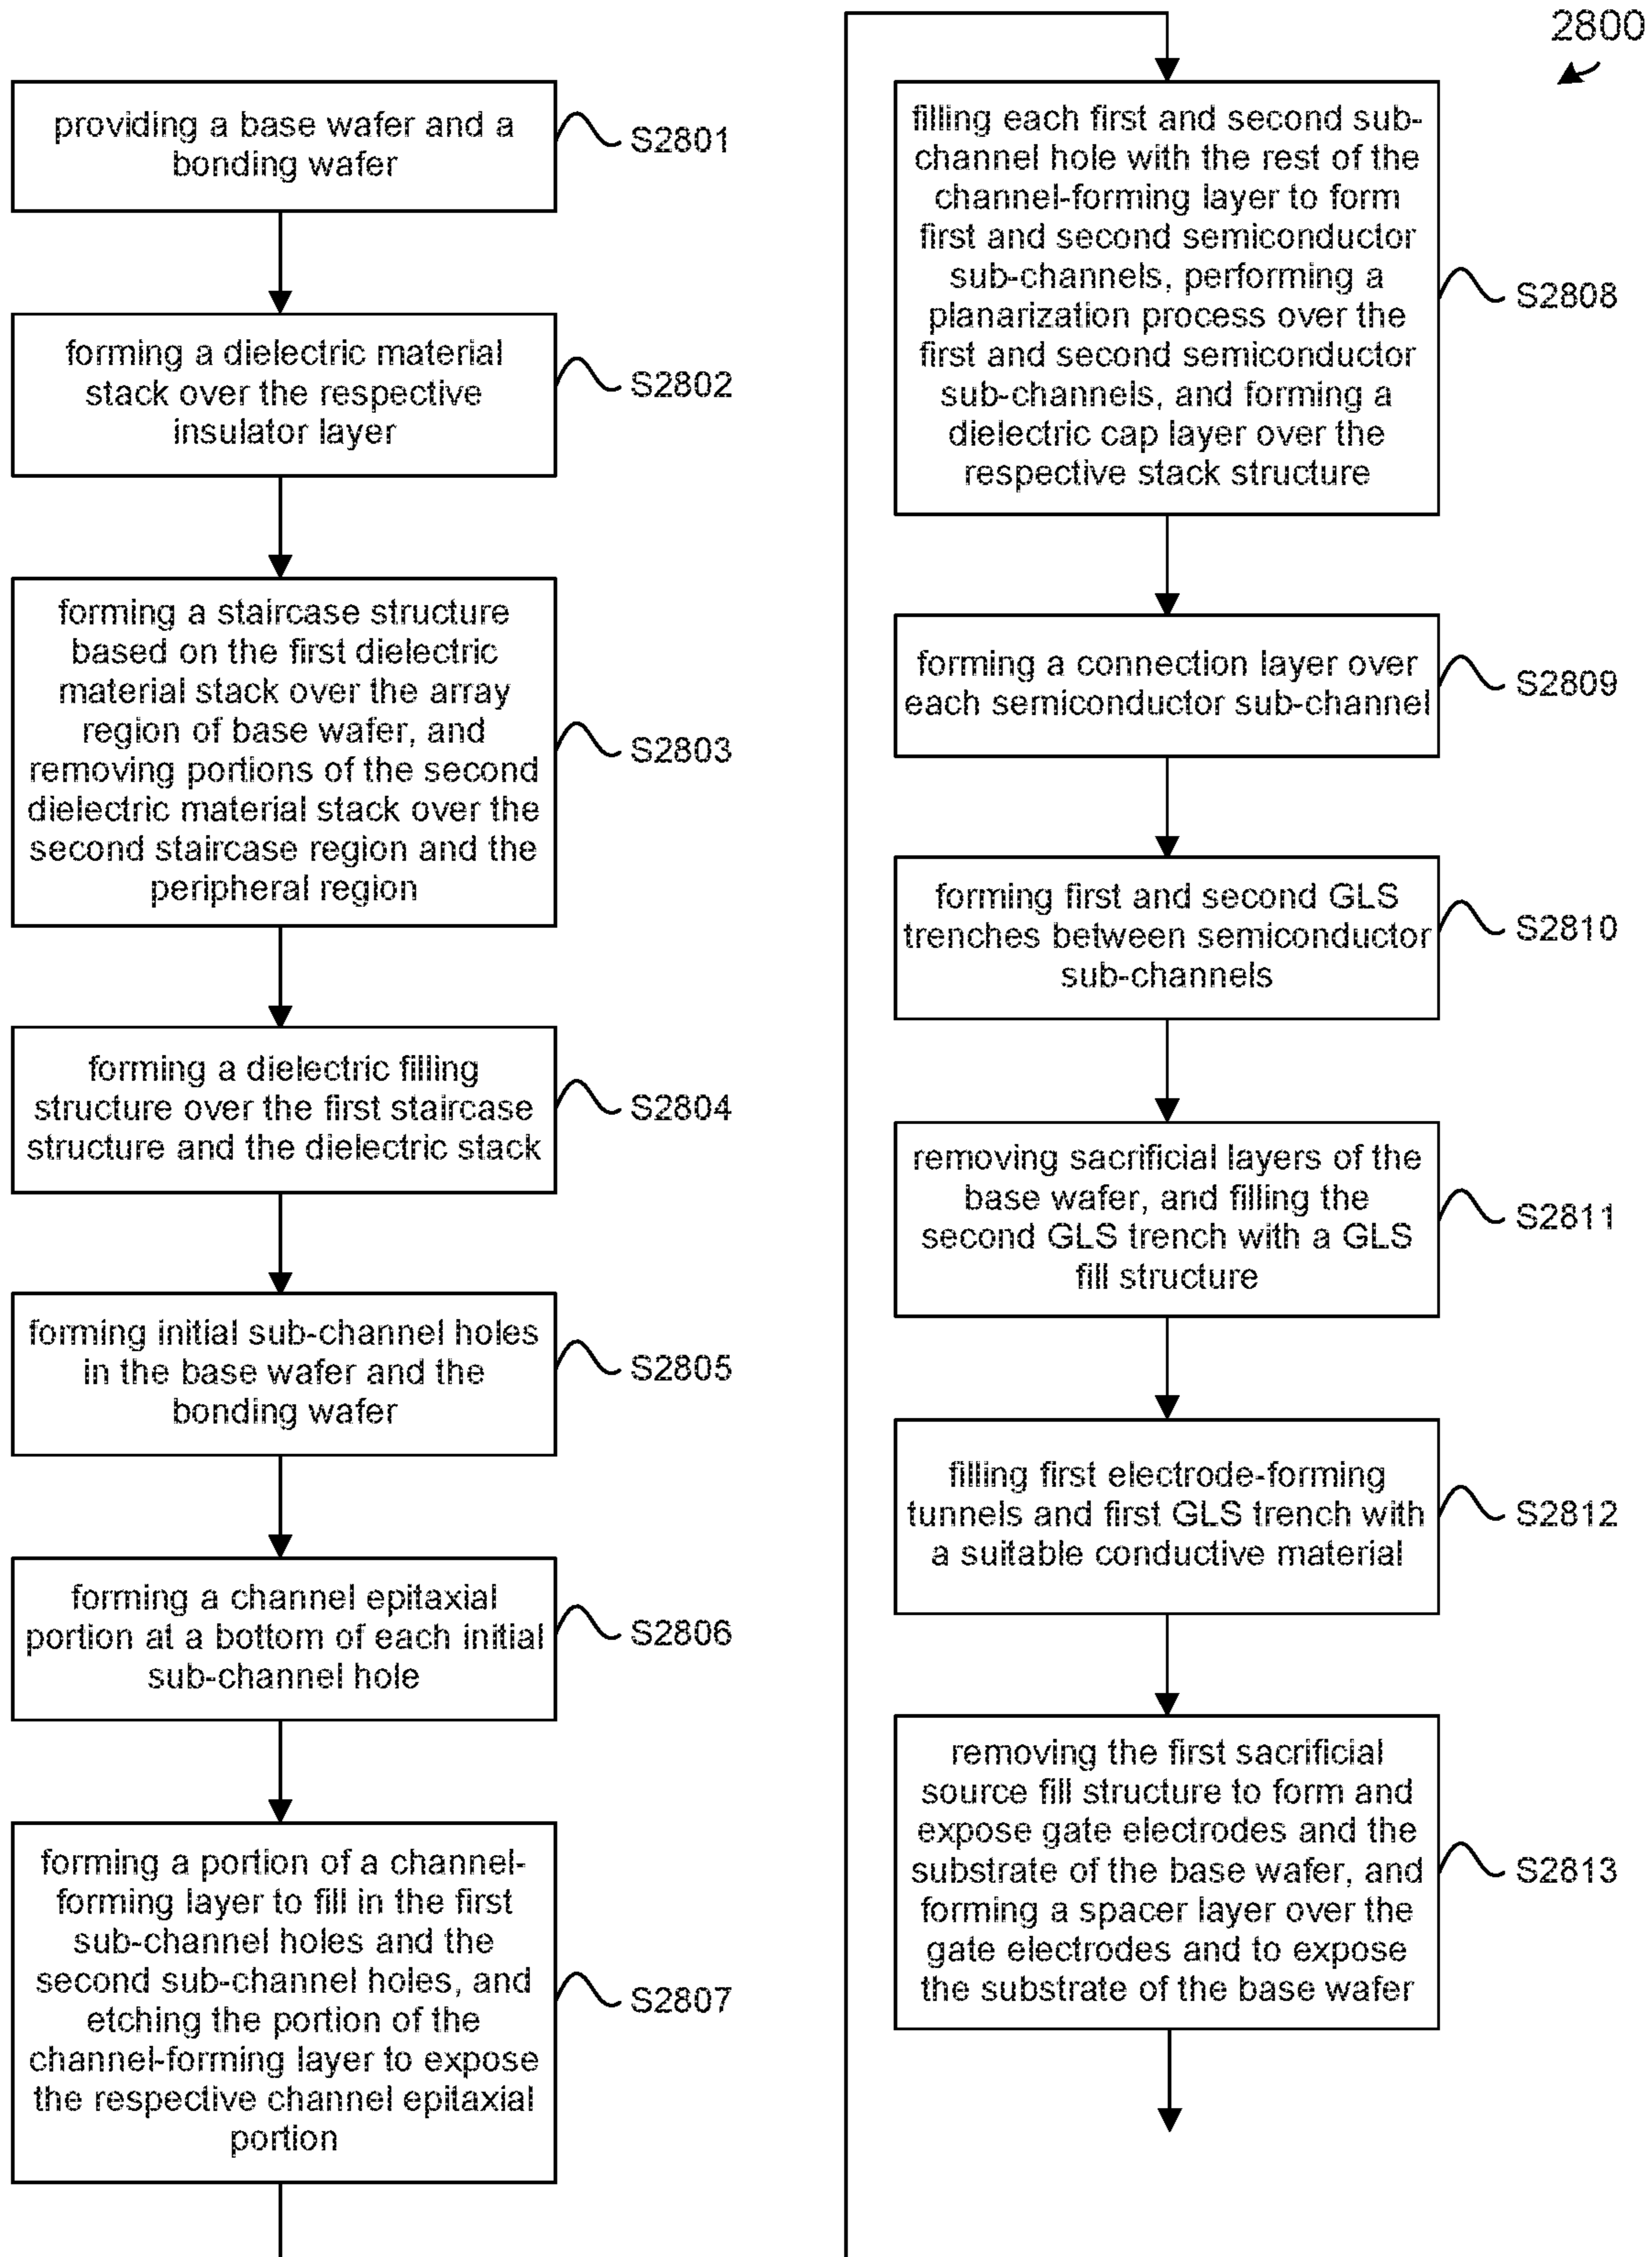 providing a base wafer and a
bonding wafer
S2801
forming a dielectric material
stack over the respective
insulator layer
S2802
forming a staircase structure
based on the first dielectric
material stack over the array
region of base wafer, and
removing portions of the second
dielectric material stack over the
second staircase region and the
peripheral region
S2803
forming a dielectric filling
structure over the first staircase
structure and the dielectric stack
S2804
forming initial sub-channel holes
in the base wafer and the
bonding wafer
S2805
forming a channel epitaxial
portion at a bottom of each initial
sub-channel hole
S2806
forming a portion of a channel-
forming layer to fill in the first
sub-channel holes and the
second sub-channel holes, and
etching the portion of the
channel-forming layer to expose
the respective channel epitaxial
portion
S2807
2800
filling each first and second sub-
channel hole with the rest of the
channel-forming layer to form
first and second semiconductor
sub-channels, performing a
planarization process over the
first and second semiconductor
sub-channels, and forming a
dielectric cap layer over the
respective stack structure
S2808
forming a connection layer over
each semiconductor sub-channel
S2809
forming first and second GLS
trenches between semiconductor
sub-channels
S2810
removing sacrificial layers of the
base wafer, and filling the
second GLS trench with a GLS
fill structure
S2811
filling first electrode-forming
tunnels and first GLS trench with
a suitable conductive material
S2812
removing the first sacrificial
source fill structure to form and
expose gate electrodes and the
substrate of the base wafer, and
forming a spacer layer over the
gate electrodes and to expose
the substrate of the base wafer
S2813